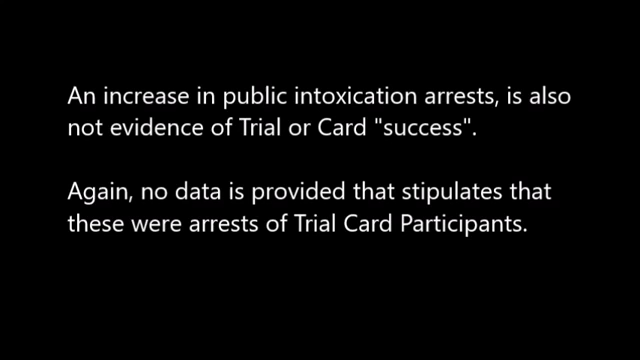 An increase in public intoxication arrests, is also
not evidence of Trial or Card "success".
Again, no data is provided that stipulates that
these were arrests of Trial Card Participants.